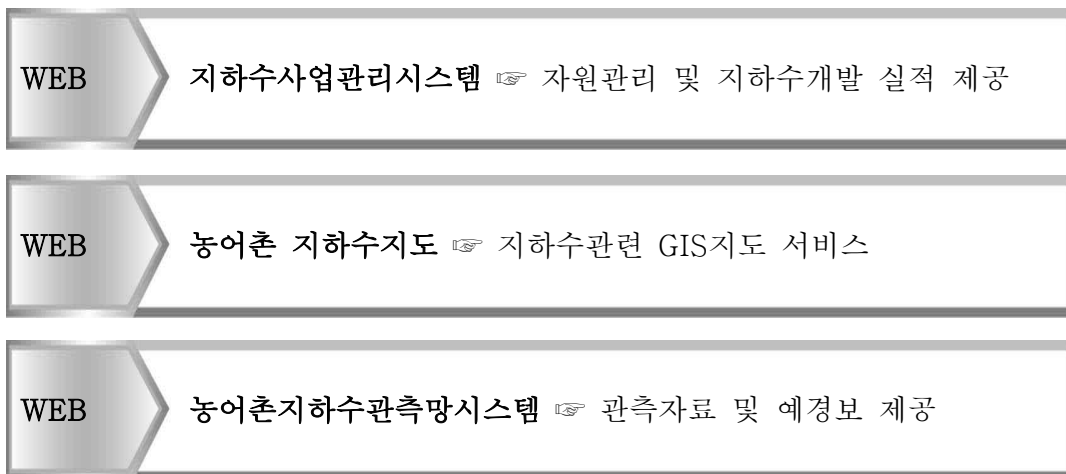 WEB 지하수사업관리시스템 ☞ 자원관리 및 지하수개발 실적 제공
WEB 농어촌 지하수지도 ☞ 지하수관련 GIS지도 서비스
WEB 농어촌지하수관측망시스템 ☞ 관측자료 및 예경보 제공